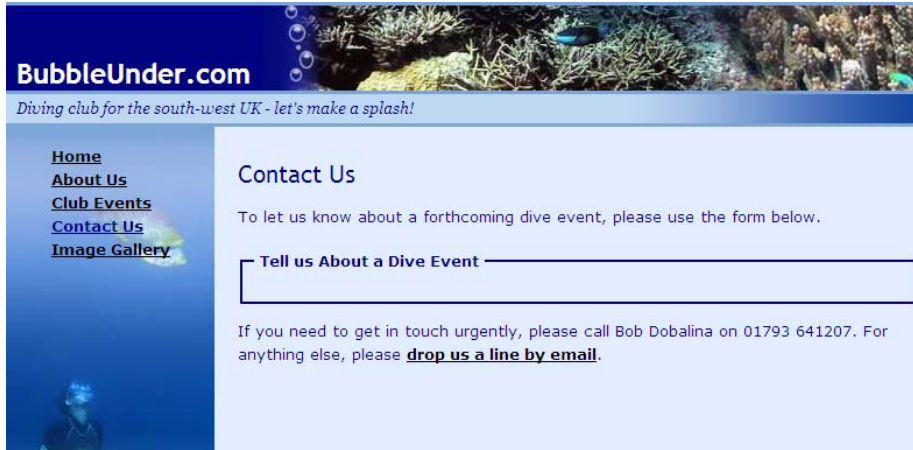 BubbleUnder.com
Diving club for the south-west UK - let's make a splash!
Home
About Us
Club Events
Contact Us
Image Gallery
Contact Us
To let us know about a forthcoming dive event, please use the form below.
Tell us About a Dive Event
If you need to get in touch urgently, please call Bob Dobalina on 01793 641207. For
anything else, please drop us a line by email.